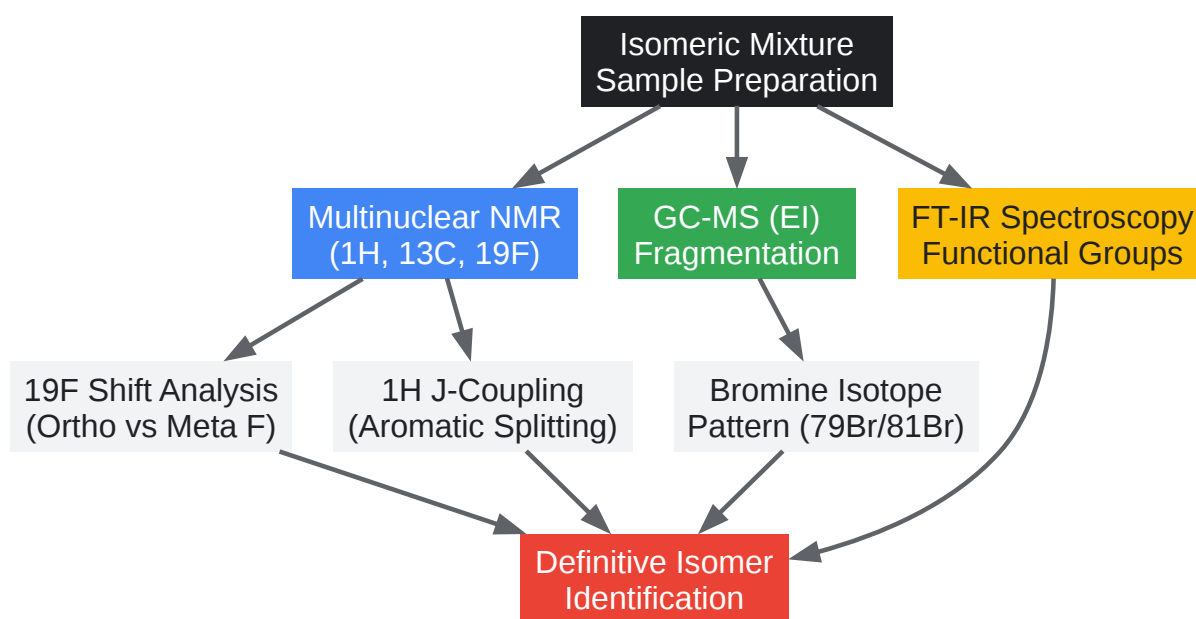 Isomeric Mixture
Sample Preparation
Multinuclear NMR
(1H, 13C, 19F)
GC-MS (EI)
Fragmentation
FT-IR Spectroscopy
Functional Groups
19F Shift Analysis
(Ortho vs Meta F)
1H J-Coupling
(Aromatic Splitting)
Bromine Isotope
Pattern (79Br/81Br)
Definitive Isomer
Identification